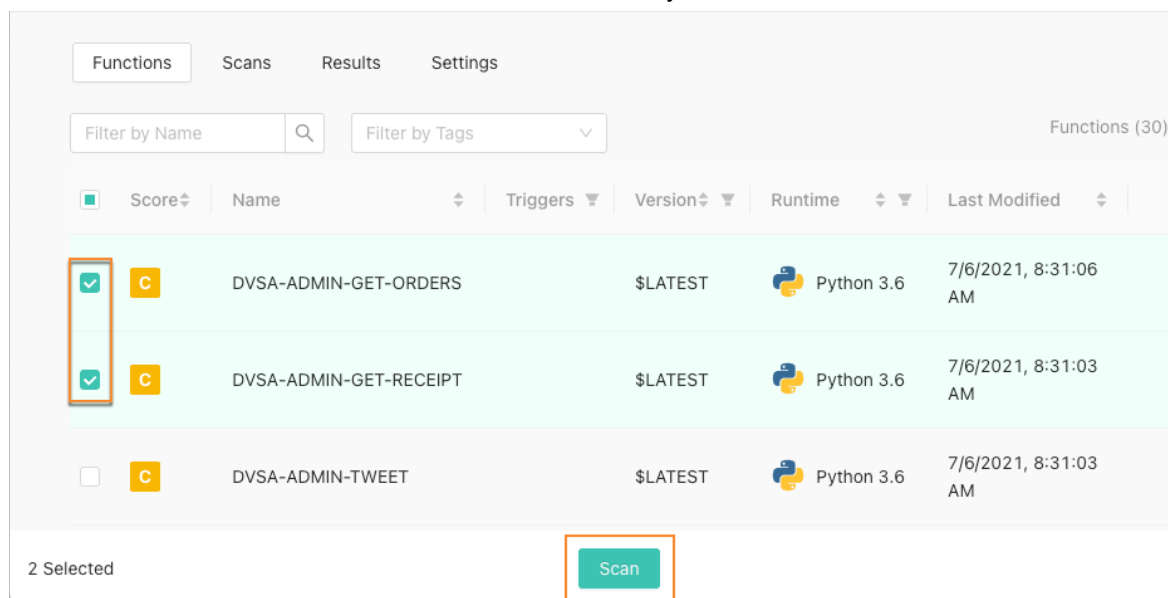 Functions Scans Results Settings
Filter by Name Filter by Tags Functions (30)
Score Name Triggers Version Runtime Last Modified
C DVSA-ADMIN-GET-ORDERS $LATEST Python 3.6 7/6/2021, 8:31:06
AM
C DVSA-ADMIN-GET-RECEIPT $LATEST Python 3.6 7/6/2021, 8:31:03
AM
C DVSA-ADMIN-TWEET $LATEST Python 3.6 7/6/2021, 8:31:03
AM
2 Selected Scan